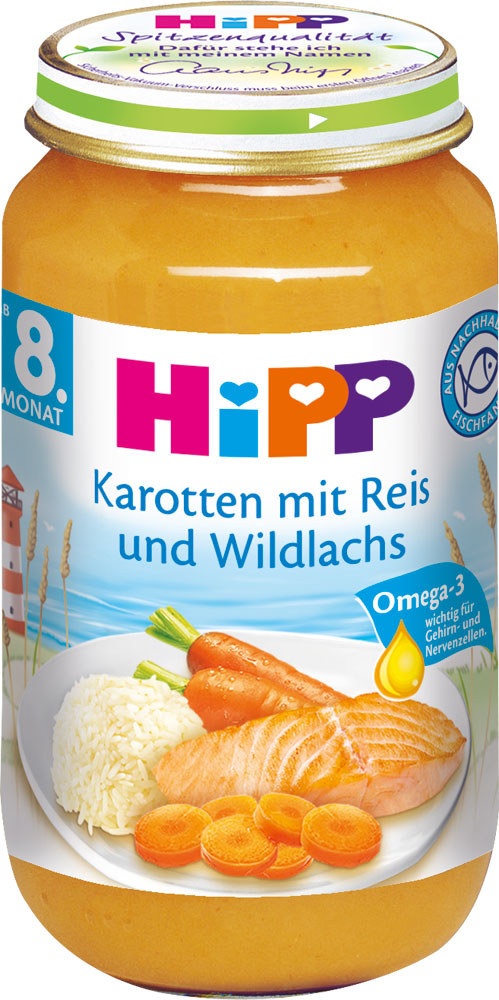 HiPP
Spitzenqualität
Dafür stehe ich
mit meinem Namen
8.
MONAT
HiPP
AUS NACHHAL
FISCHFAN
Karotten mit Reis
und Wildlachs
Omega-3
wichtig für
Gehirn- und
Nervenzellen.